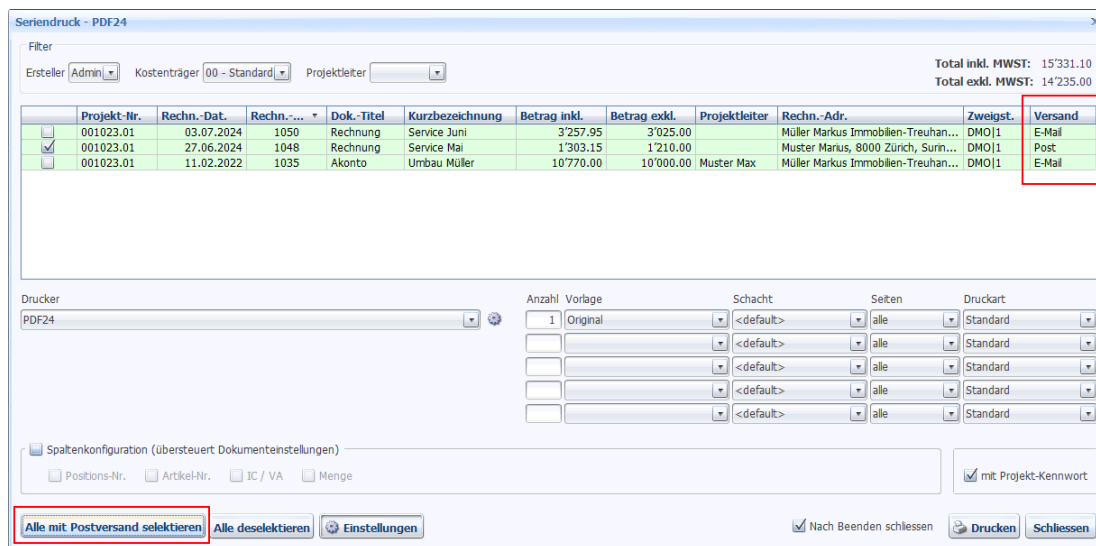 Seriendruck - PDF24
Filter
Ersteller Admin Kostenträger 00 - Standard Projektleiter
Total inkl. MWST: 15'331.10
Total exkl. MWST: 14'235.00
Projekt-Nr. Rechn.-Dat. Rechn.-... Dok.-Titel Kurzbezeichnung Betrag inkl. Betrag exkl. Projektleiter Rechn.-Adr. Zweigst. Versand
001023.01 03.07.2024 1050 Rechnung Service Juni 3'257.95 3'025.00 Müller Markus Immobilien-Treuhan... DMO|1 E-Mail
001023.01 27.06.2024 1048 Rechnung Service Mai 1'303.15 1'210.00 Muster Marius, 8000 Zürich, Surin... DMO|1 Post
001023.01 11.02.2022 1035 Akonto Umbau Müller 10'770.00 10'000.00 Muster Max Müller Markus Immobilien-Treuhan... DMO|1 E-Mail
Drucker Anzahl Vorlage Schacht Seiten Druckart
PDF24 1 Original <default> alle Standard
<default> alle Standard
<default> alle Standard
<default> alle Standard
<default> alle Standard
Spaltenkonfiguration (übersteuert Dokumenteinstellungen)
Positions-Nr. Artikel-Nr. IC / VA Menge mit Projekt-Kennwort
Alle mit Postversand selektieren Alle deselektieren Einstellungen Nach Beenden schliessen Drucken Schliessen